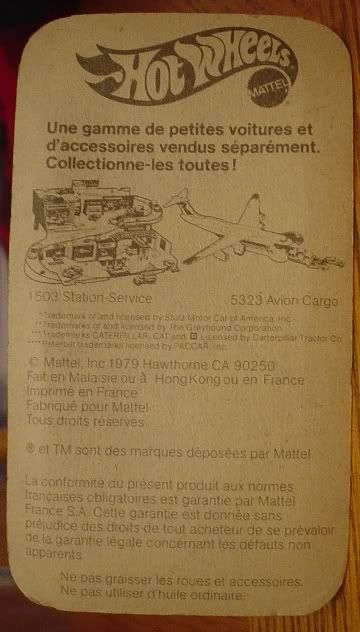 HOT WHEELS
MATTEL
Une gamme de petites voitures et
d'accessoires vendus séparément.
Collectionne-les toutes !
1503 Station-Service 5323 Avion Cargo
*Trademark of and licensed by Stutz Motor Car of America, Inc.
**Trademarks of and licensed by The Greyhound Corporation
***Trademarks CATERPILLAR, CAT and Licensed by Carterpillar Tractor Co.
****Peterbilt trademarks licensed by PACCAR, Inc.
© Mattel, Inc 1979 Hawthorne CA 90250
Fait en Malaisie ou à Hong Kong ou en France
Imprimé en France
Fabriqué pour Mattel
Tous droits réservés
® et TM sont des marques déposées par Mattel
La conformité du présent produit aux normes
françaises obligatoires est garantie par Mattel
France S.A. Cette garantie est donnée sans
préjudice des droits de tout acheteur de se prévaloir
de la garantie légale concernant les défauts non
apparents.
Ne pas graisser les roues et accessoires.
Ne pas utiliser d'huile ordinaire.